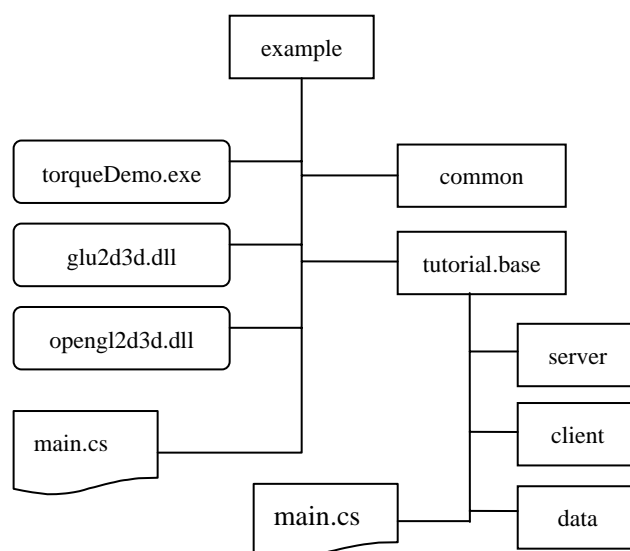 example
torqueDemo.exe
common
glu2d3d.dll
tutorial.base
opengl2d3d.dll
server
main.cs
client
main.cs
data